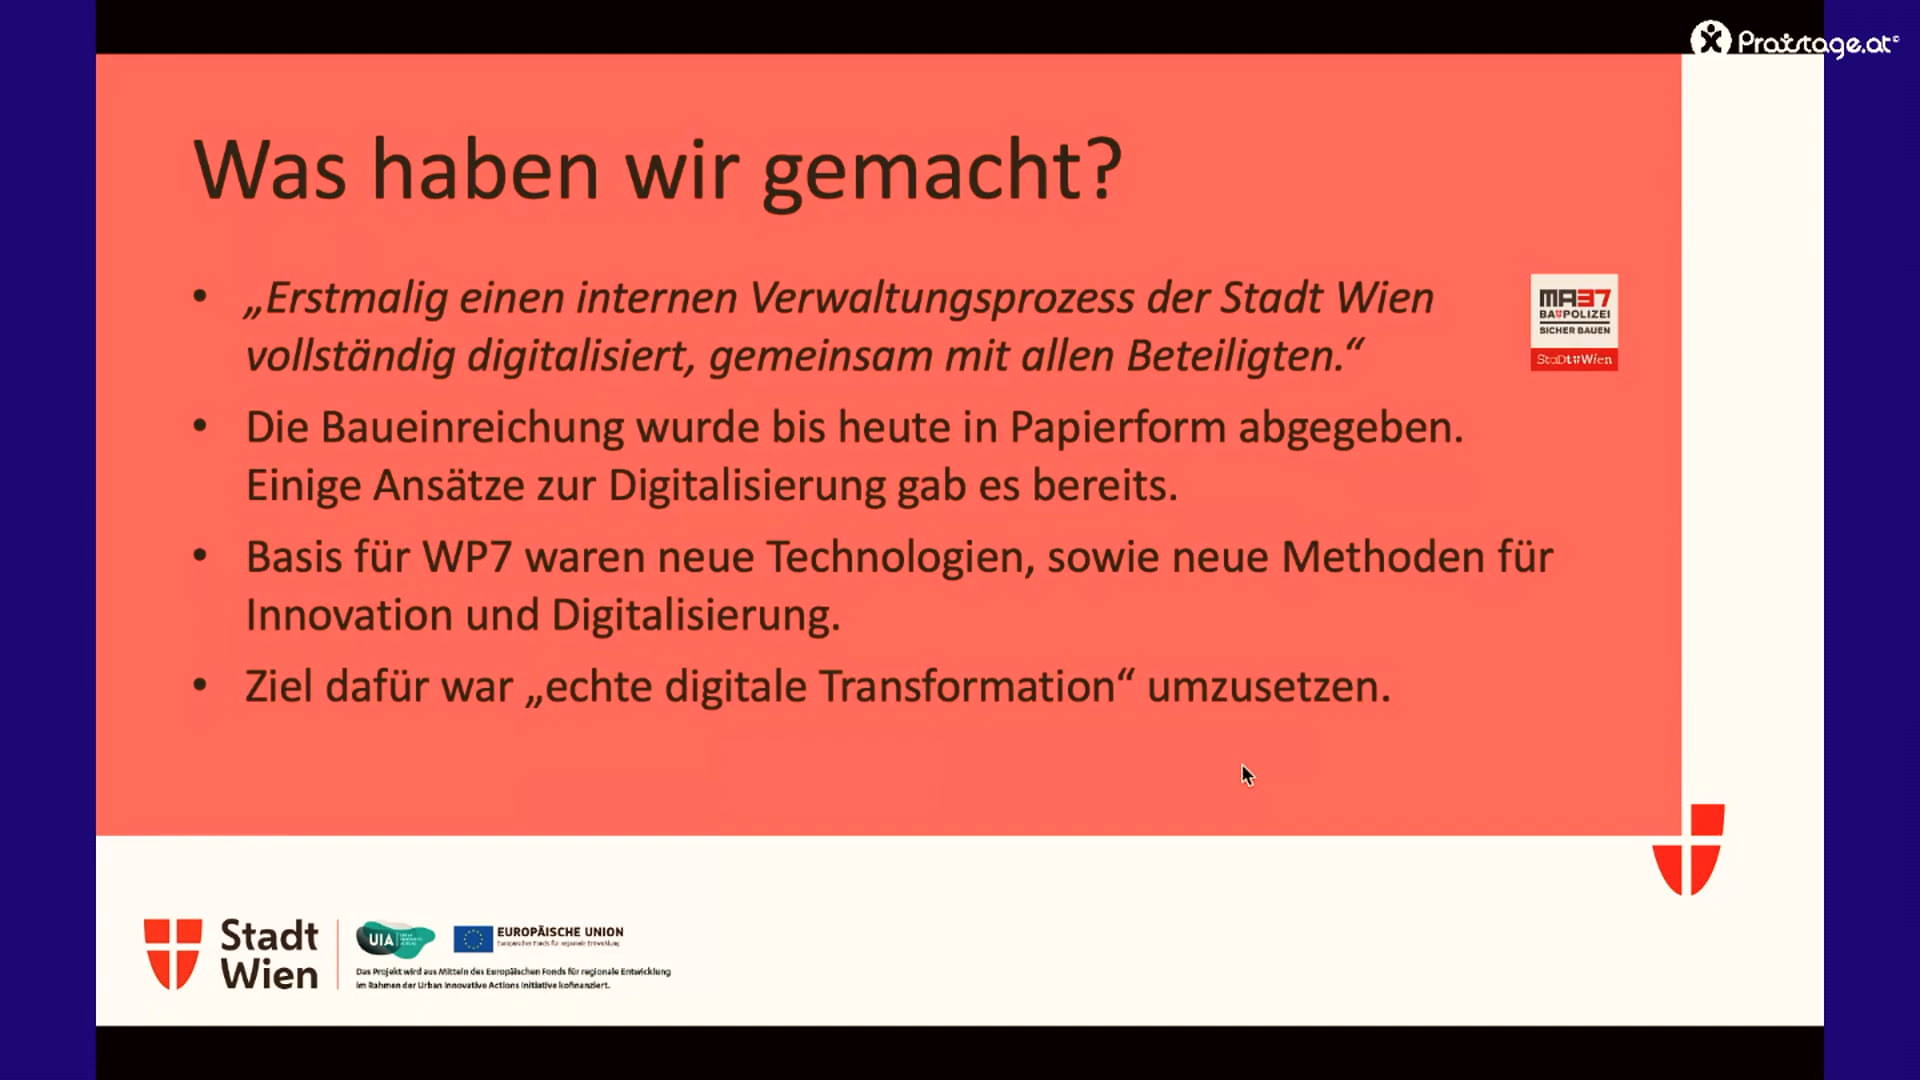 Praxistage.at
Was haben wir gemacht?
• „Erstmalig einen internen Verwaltungsprozess der Stadt Wien
vollständig digitalisiert, gemeinsam mit allen Beteiligten.“
MA37
BAUPOLIZEI
SICHER BAUEN
Stadt Wien
• Die Baueinreichung wurde bis heute in Papierform abgegeben.
Einige Ansätze zur Digitalisierung gab es bereits.
• Basis für WP7 waren neue Technologien, sowie neue Methoden für
Innovation und Digitalisierung.
• Ziel dafür war „echte digitale Transformation“ umzusetzen.
Stadt
Wien
UIA
EUROPÄISCHE UNION
Europäischer Fonds für regionale Entwicklung
Das Projekt wird aus Mitteln des Europäischen Fonds für regionale Entwicklung
im Rahmen der Urban Innovative Actions Initiative kofinanziert.